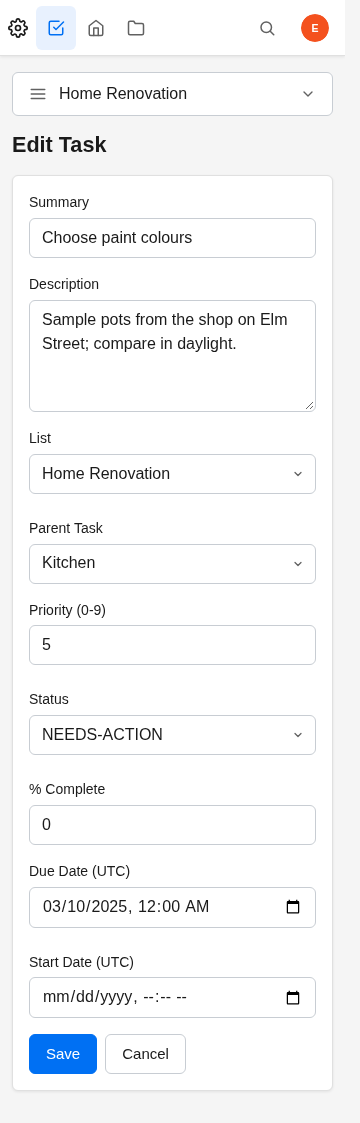 E
Home Renovation
Edit Task
Summary
Choose paint colours
Description
Sample pots from the shop on Elm
Street; compare in daylight.
List
Home Renovation
Parent Task
Kitchen
Priority (0-9)
5
Status
NEEDS-ACTION
% Complete
0
Due Date (UTC)
03/10/2025, 12:00 AM
Start Date (UTC)
mm/dd/yyyy, --:-- --
Save Cancel